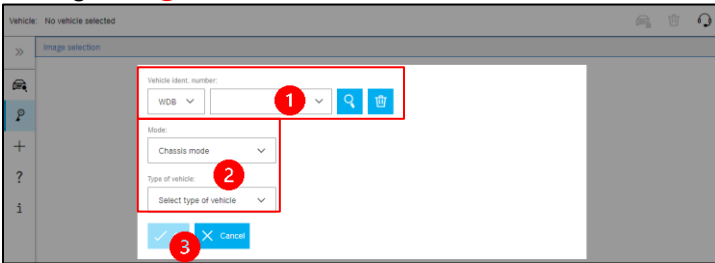 Vehicle: No vehicle selected
Image selection
Vehicle ident. number:
WDB
1
Mode:
Chassis mode
2
Type of vehicle:
Select type of vehicle
3
Cancel
?
i